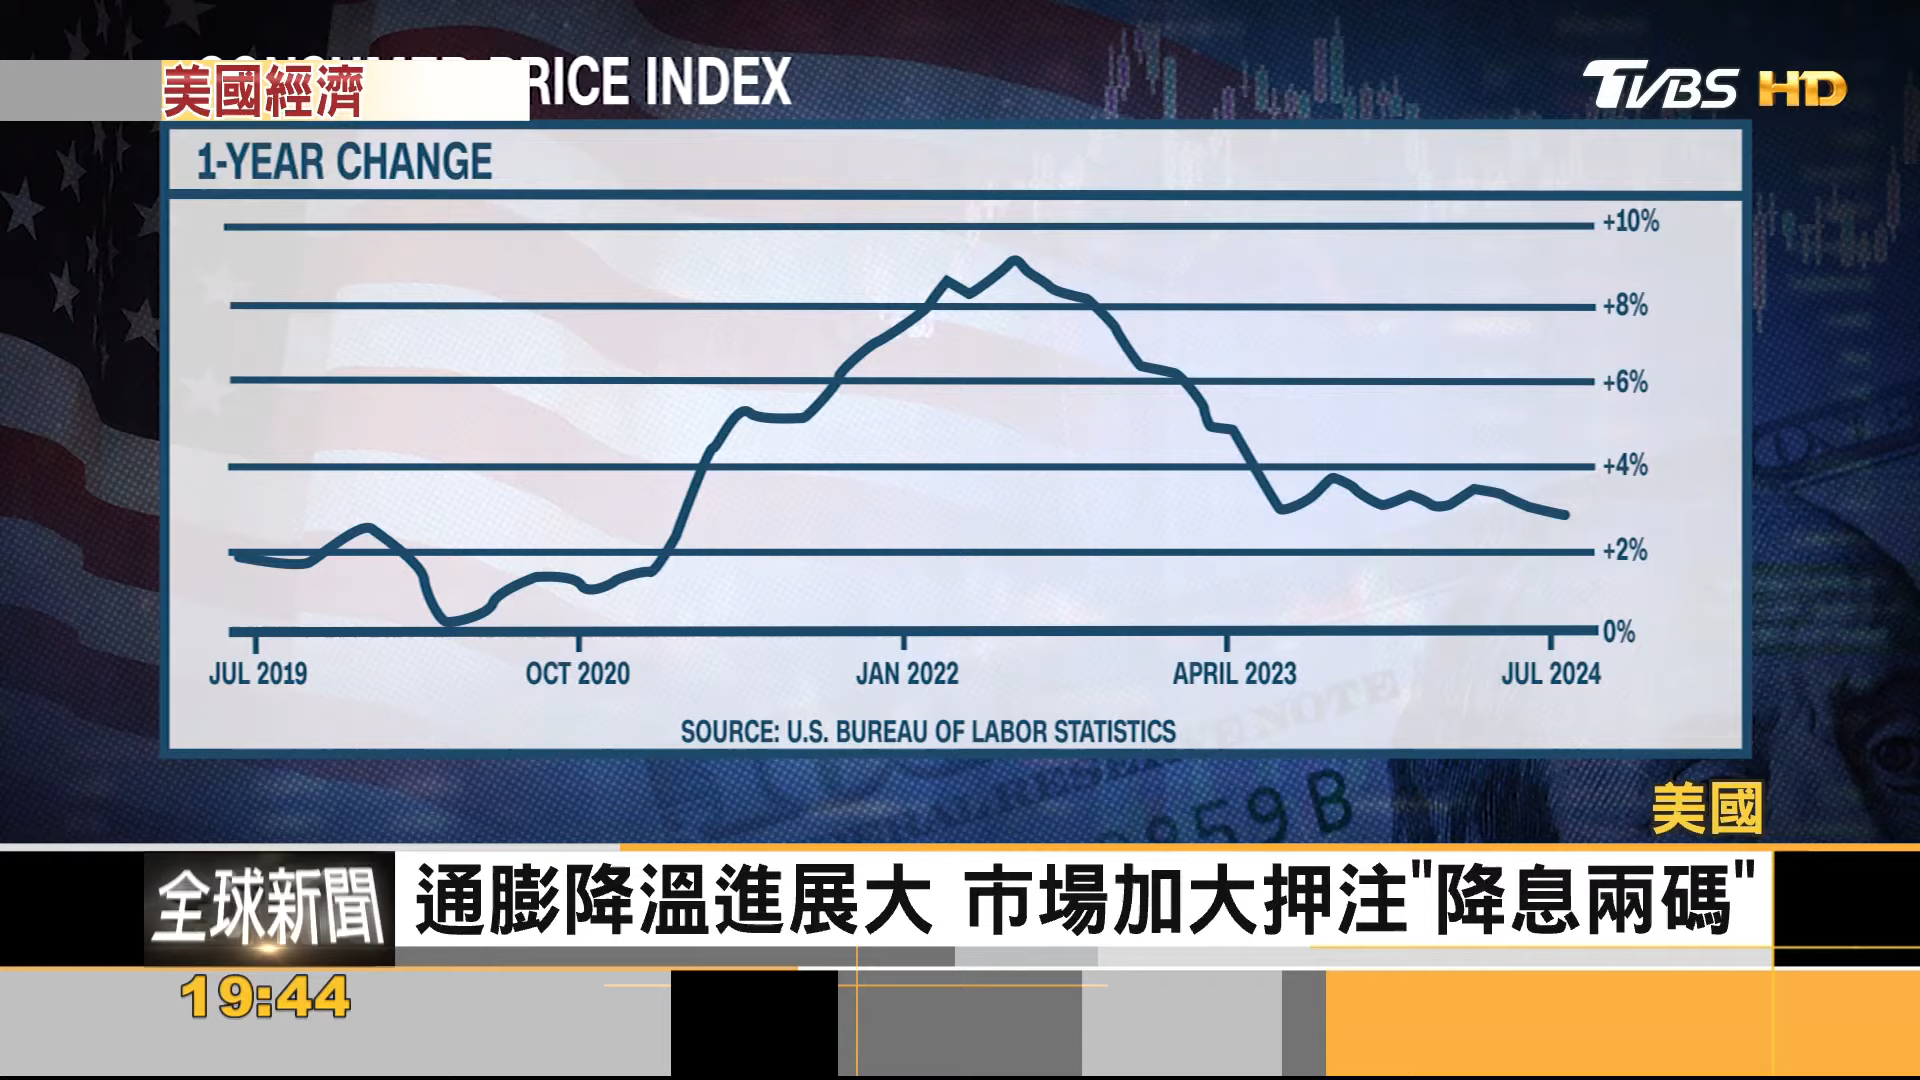 美國經濟
PRICE INDEX
TVBS HD
1-YEAR CHANGE
+10%
+8%
+6%
+4%
+2%
0%
JUL 2019 OCT 2020 JAN 2022 APRIL 2023 JUL 2024
SOURCE: U.S. BUREAU OF LABOR STATISTICS
美國
全球新聞
通膨降溫進展大 市場加大押注"降息兩碼"
19:44